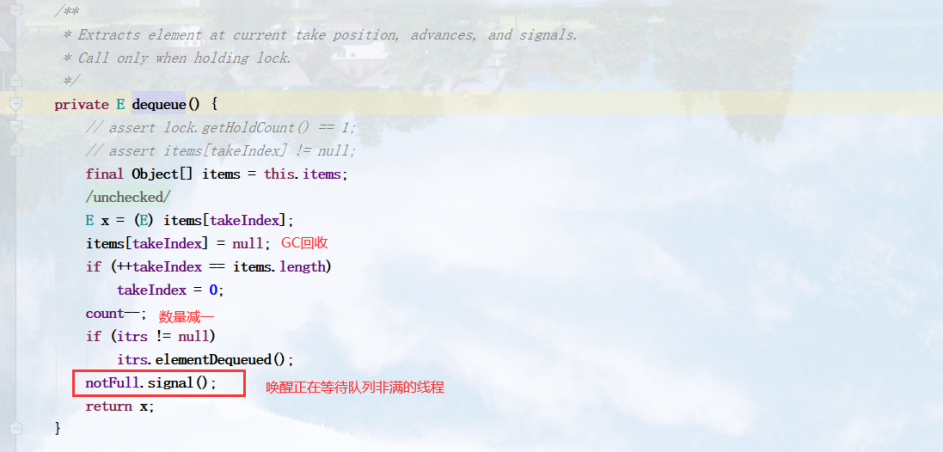 /**
* Extracts element at current take position, advances, and signals.
* Call only when holding lock.
*/
private E dequeue() {
// assert lock.getHoldCount() == 1;
// assert items[takeIndex] != null;
final Object[] items = this.items;
/unchecked/
E x = (E) items[takeIndex];
items[takeIndex] = null; GC回收
if (++takeIndex == items.length)
takeIndex = 0;
count--; 数量减一
if (itrs != null)
itrs.elementDequeued();
notFull.signal(); 唤醒正在等待队列非满的线程
return x;
}